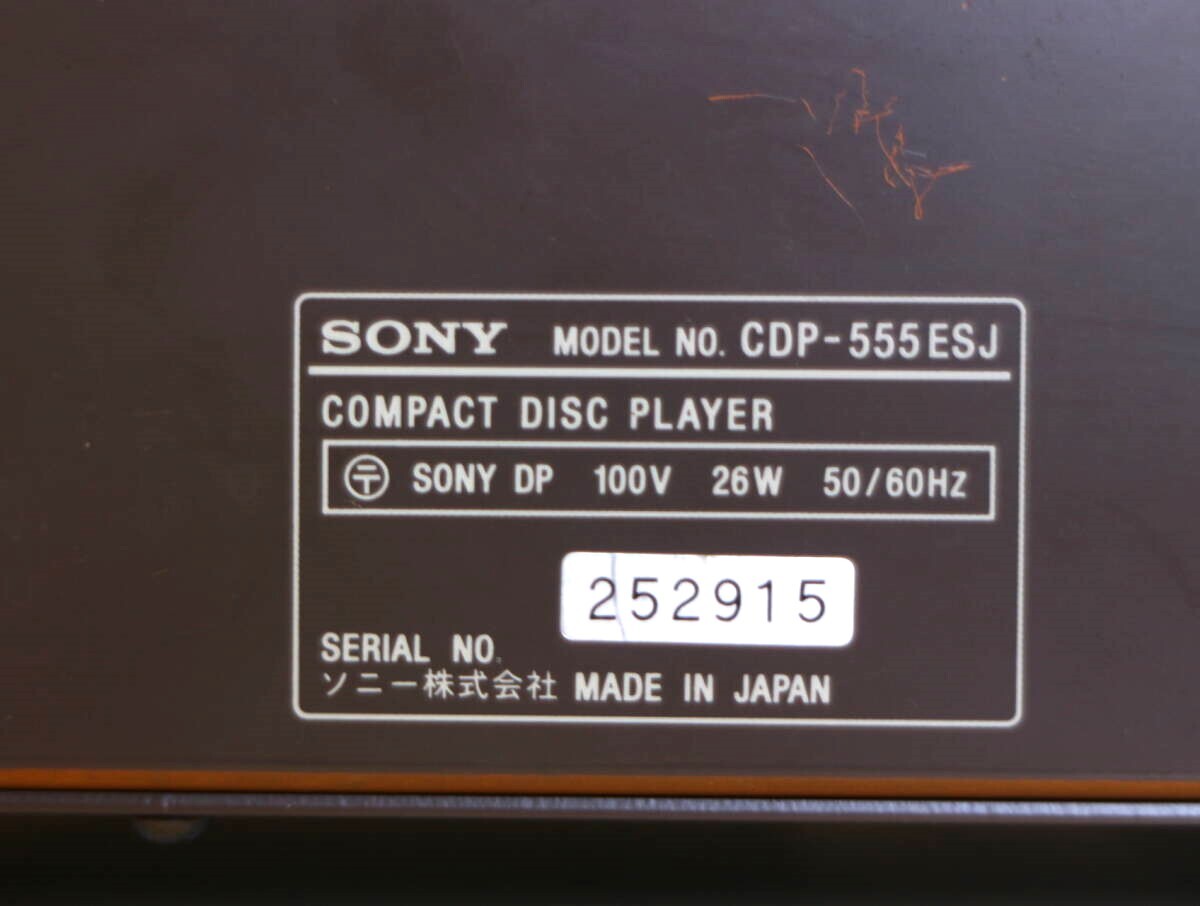 SONY MODEL NO. CDP-555ESJ
COMPACT DISC PLAYER
〒 SONY DP 100V 26W 50/60Hz
252915
SERIAL NO.
ソニー株式会社 MADE IN JAPAN